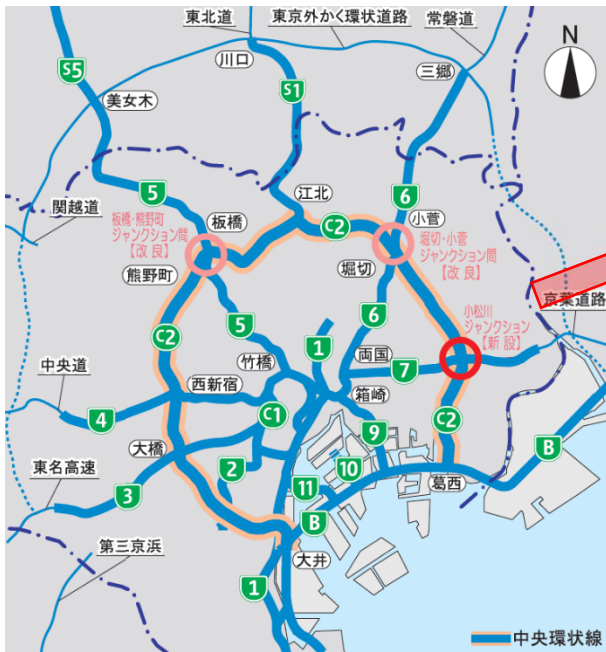 東北道
東京外かく環状道路
常磐道
N
川口
三郷
S5
S1
美女木
5
江北
6
小菅
関越道
板橋・熊野町
ジャンクション間
【改良】
板橋
C2
堀切・小菅
ジャンクション間
【改良】
熊野町
堀切
小松川
ジャンクション
【新設】
京葉道路
C2
5
6
1
両国
7
竹橋
中央道
西新宿
箱崎
4
C1
9
C2
B
大橋
10
葛西
東名高速
2
11
3
B
第三京浜
大井
1
中央環状線